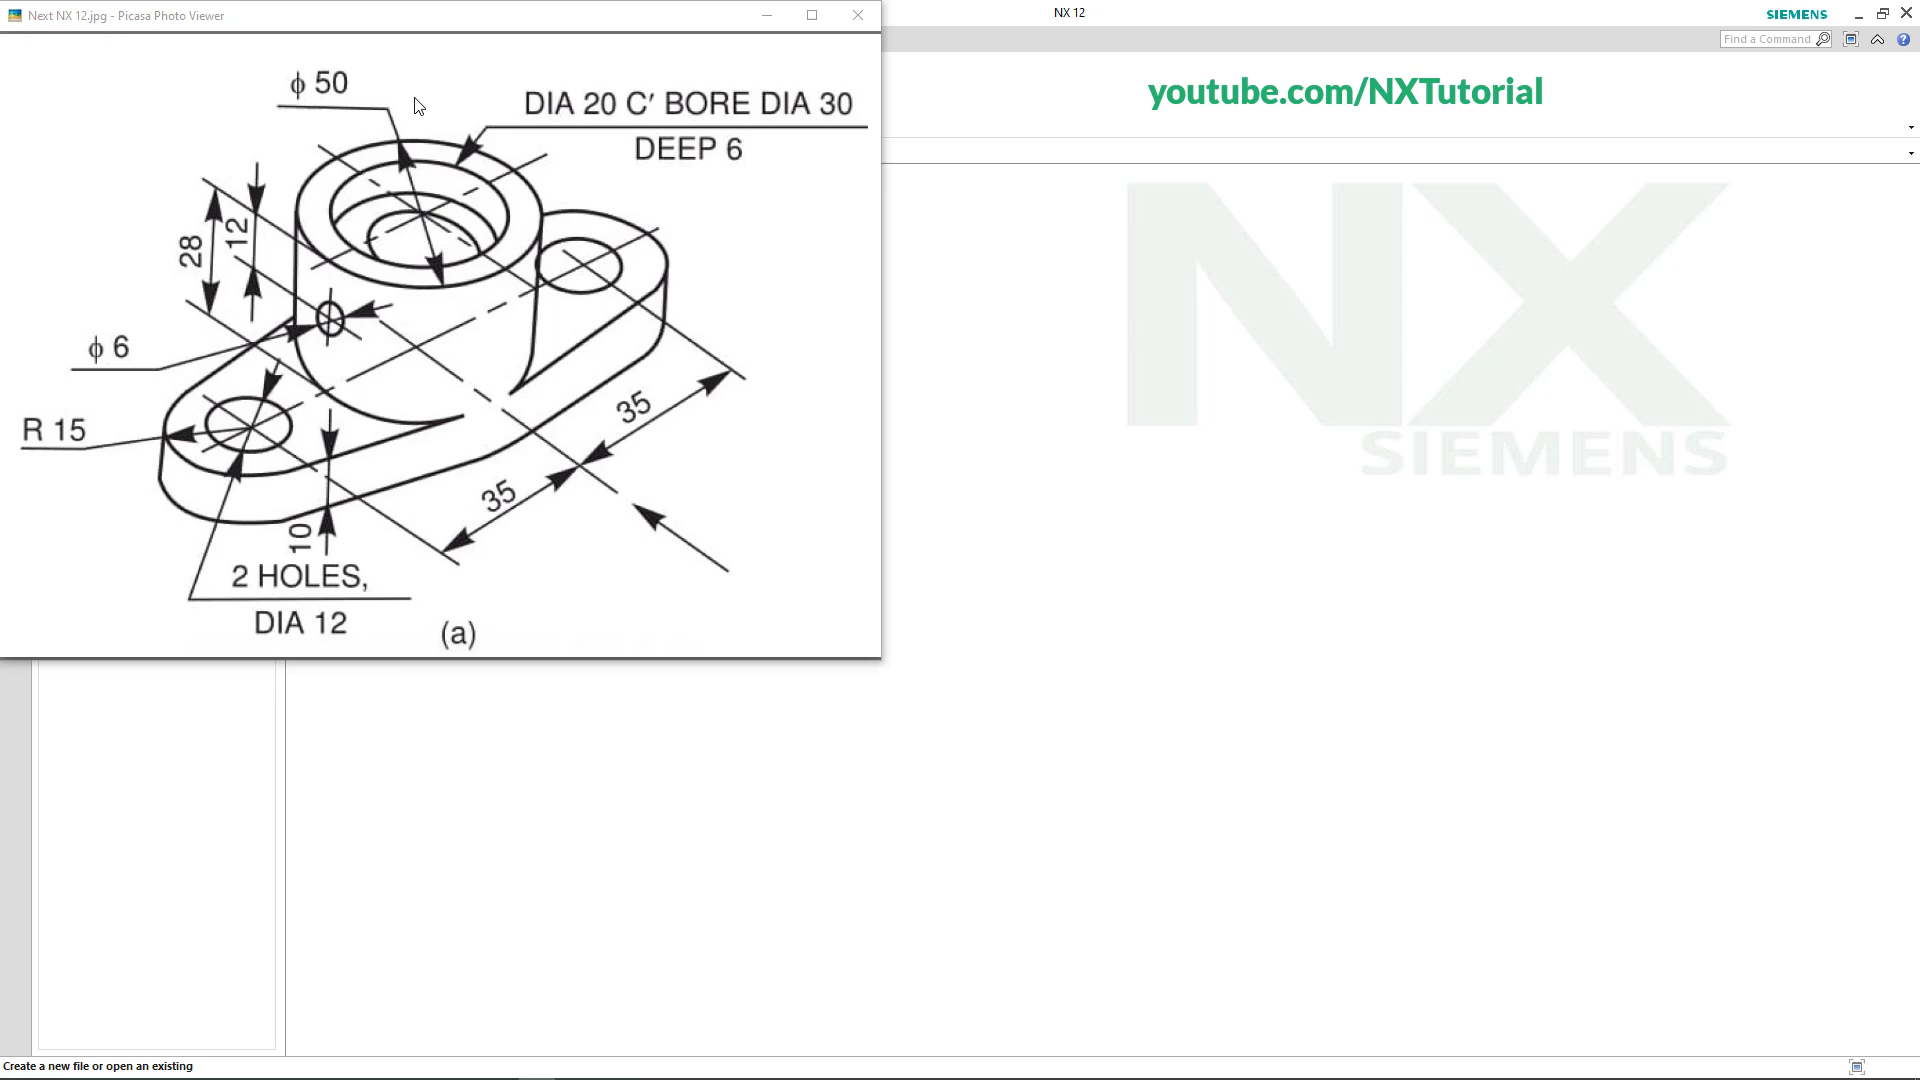 Next NX 12.jpg - Picasa Photo Viewer
NX 12
SIEMENS
Find a Command
youtube.com/NXTutorial
ϕ 50
DIA 20 C′ BORE DIA 30
DEEP 6
28
12
ϕ 6
R 15
35
35
10
2 HOLES,
DIA 12
(a)
NX
SIEMENS
Create a new file or open an existing